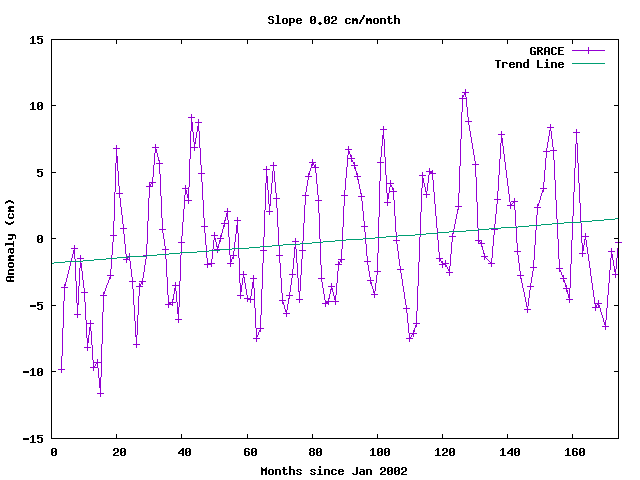 Slope 0.02 cm/month
15
GRACE
Trend Line
10
5
0
-5
-10
-15
Anomaly (cm)
0 20 40 60 80 100 120 140 160
Months since Jan 2002